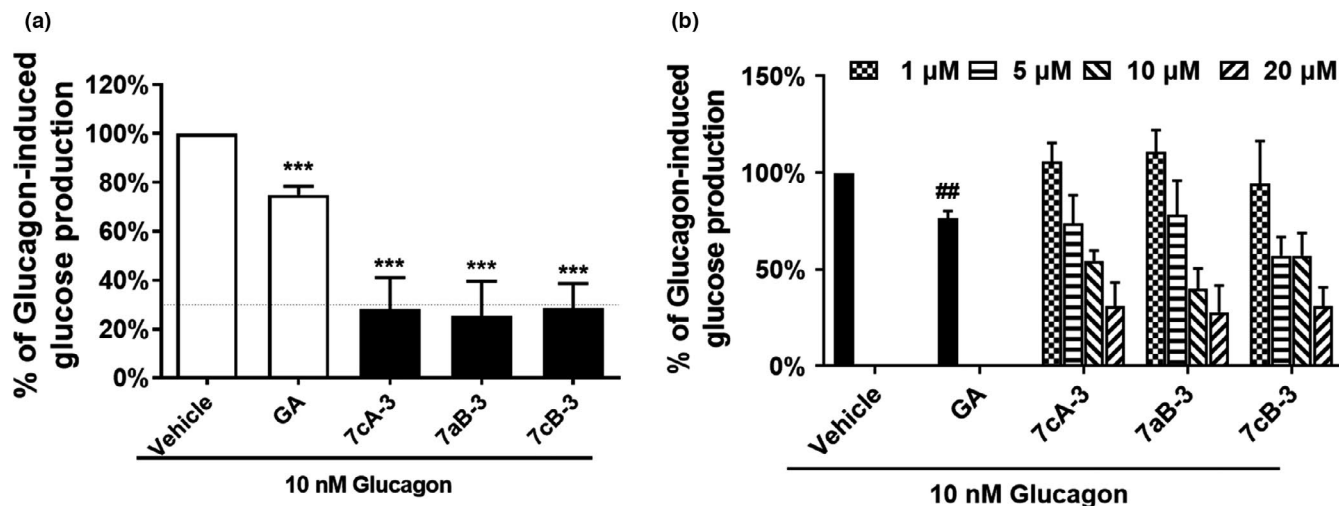 (a)
% of Glucagon-induced
glucose production
120%
100%
80%
60%
40%
20%
0%
***
***
***
***
Vehicle
GA
7cA-3
7aB-3
7cB-3
10 nM Glucagon
(b)
% of Glucagon-induced
glucose production
150%
100%
50%
0%
1 µM 5 µM 10 µM 20 µM
##
Vehicle
GA
7cA-3
7aB-3
7cB-3
10 nM Glucagon